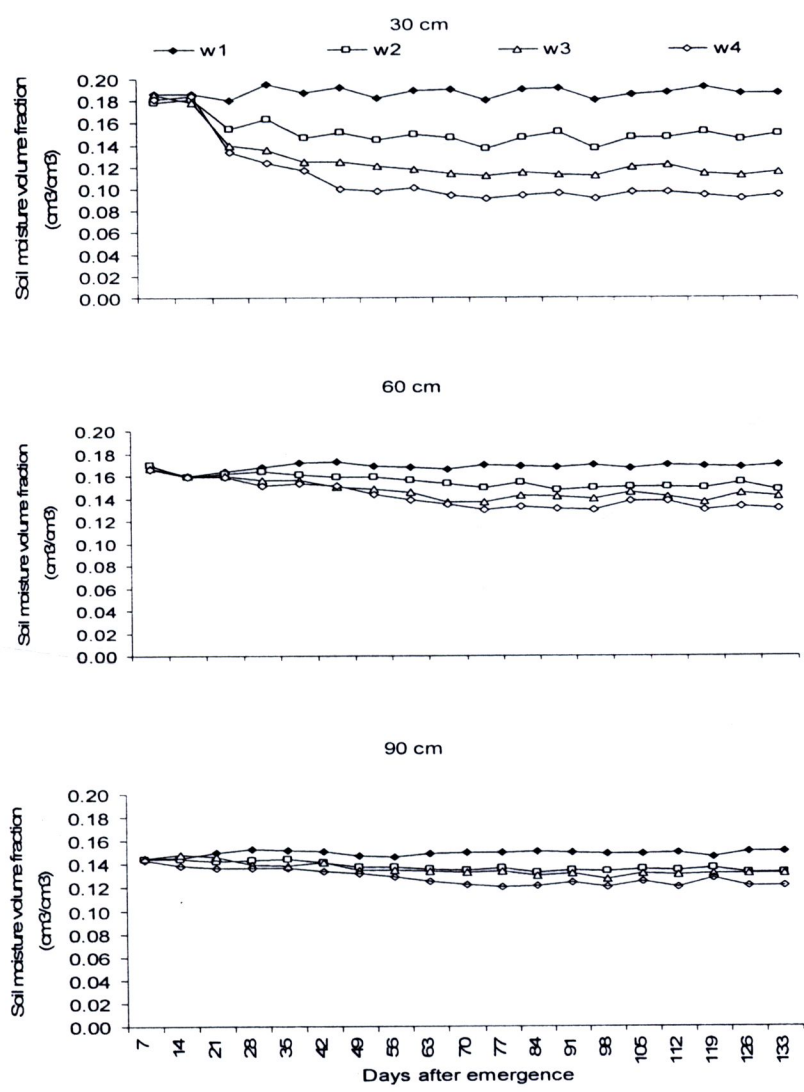 30 cm
w1 w2 w3 w4
Soil moisture volume fraction
(cm3/cm3)
0.20
0.18
0.16
0.14
0.12
0.10
0.08
0.06
0.04
0.02
0.00
60 cm
Soil moisture volume fraction
(cm3/cm3)
0.20
0.18
0.16
0.14
0.12
0.10
0.08
0.06
0.04
0.02
0.00
90 cm
Soil moisture volume fraction
(cm3/cm3)
0.20
0.18
0.16
0.14
0.12
0.10
0.08
0.06
0.04
0.02
0.00
7 14 21 28 35 42 49 56 63 70 77 84 91 98 105 112 119 126 133
Days after emergence